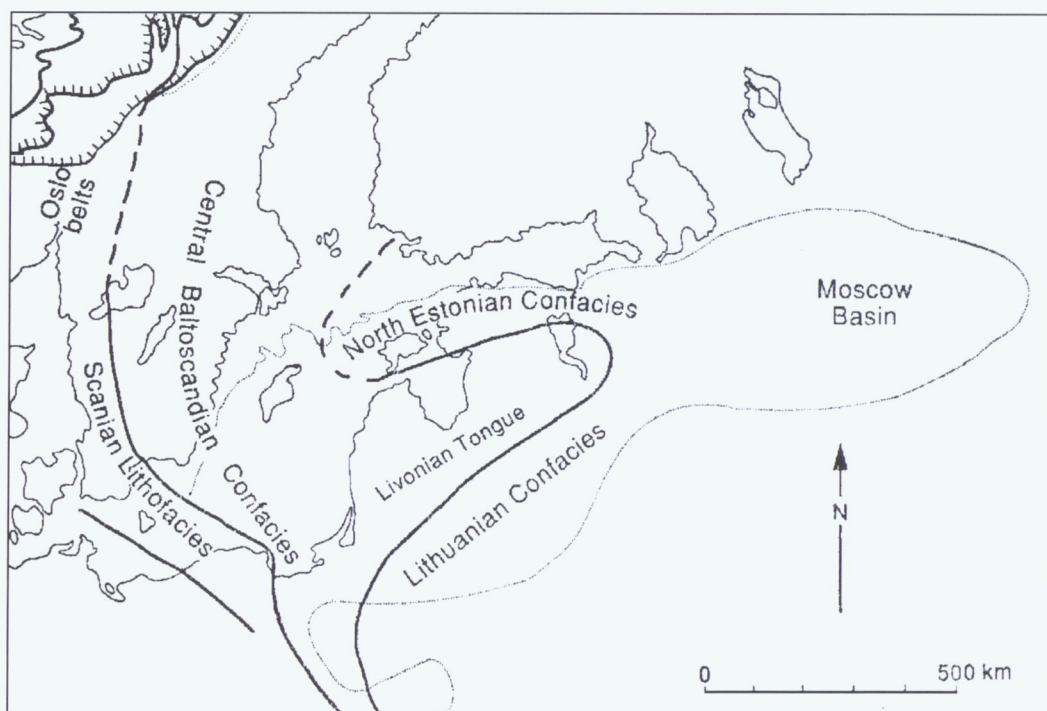 Oslo
belts
Central Baltoscandian Confacies
Scanian Lithofacies
North Estonian Confacies
Moscow
Basin
Livonian Tongue
Lithuanian Confacies
N
0
500 km